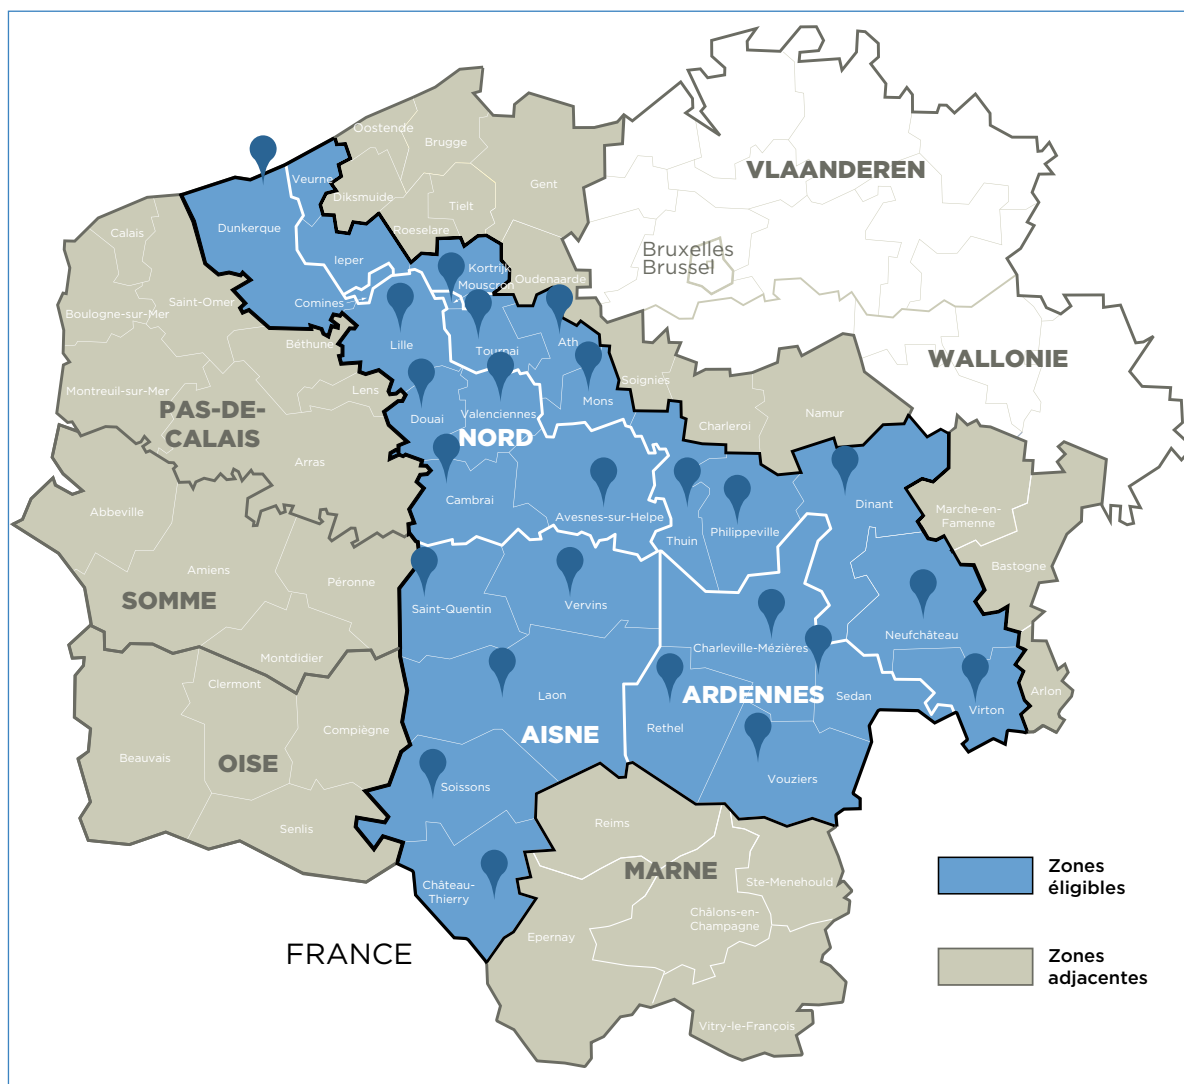 Oostende
Brugge
VLAANDEREN
Veurne
Diksmuide
Gent
Tielt
Dunkerque
Roeselare
Calais
Bruxelles
Brussel
Ieper
Kortrijk
Mouscron
Oudenaarde
Saint-Omer
Comines
Boulogne-sur-Mer
Béthune
Lille
Tournai
Ath
WALLONIE
Soignies
Montreuil-sur-Mer
Lens
Mons
PAS-DE-
CALAIS
Douai
Valenciennes
Namur
Charleroi
NORD
Arras
Cambrai
Dinant
Abbeville
Avesnes-sur-Helpe
Marche-en-
Famenne
Thuin
Philippeville
Bastogne
Amiens
Péronne
SOMME
Saint-Quentin
Vervins
Neufchâteau
Montdidier
Charleville-Mézières
Clermont
Laon
ARDENNES
Sedan
Arlon
Virton
Compiègne
Rethel
AISNE
Beauvais
OISE
Soissons
Vouziers
Senlis
Reims
MARNE
Château-
Thierry
Ste-Menehould
Châlons-en-
Champagne
Epernay
FRANCE
Vitry-le-François
Zones
éligibles
Zones
adjacentes